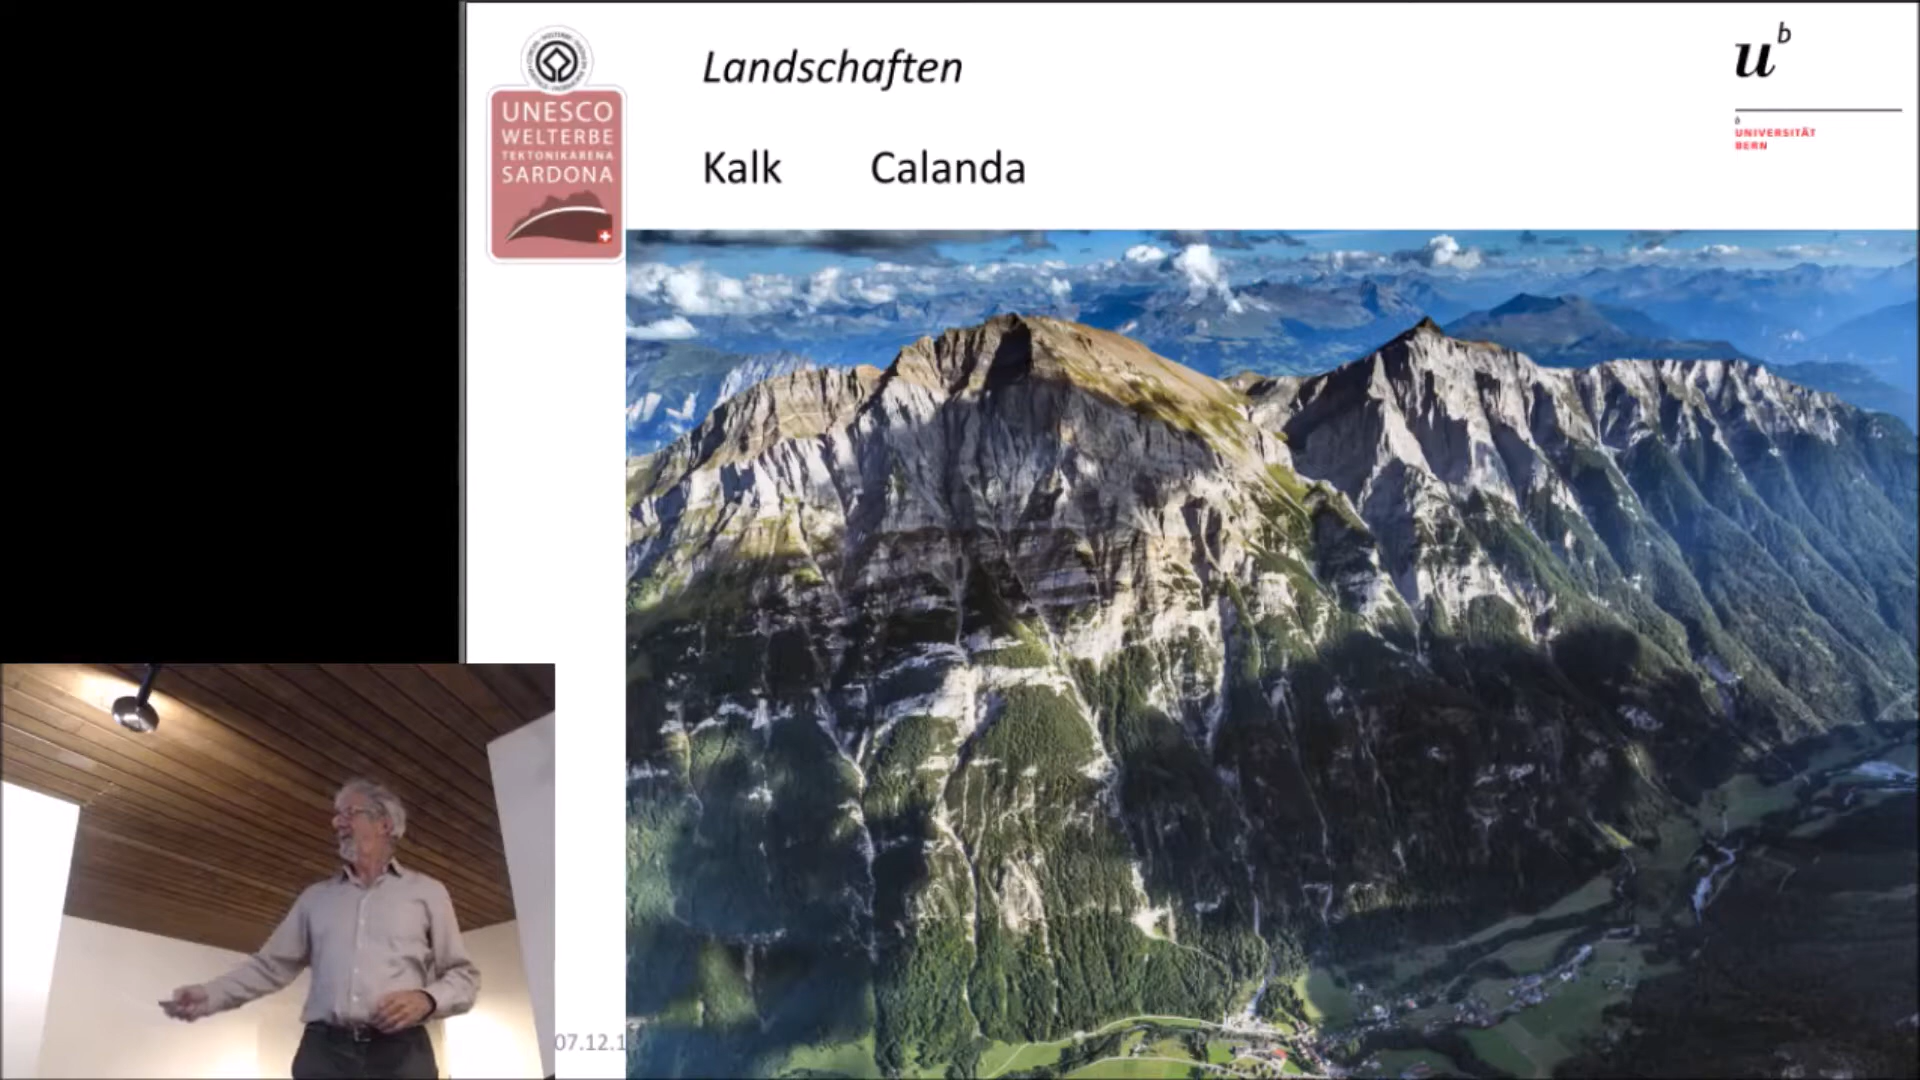 Landschaften
Kalk Calanda
UNESCO
WELTERBE
TEKTONIKARENA
SARDONA
u^b
b
UNIVERSITÄT
BERN
07.12.1